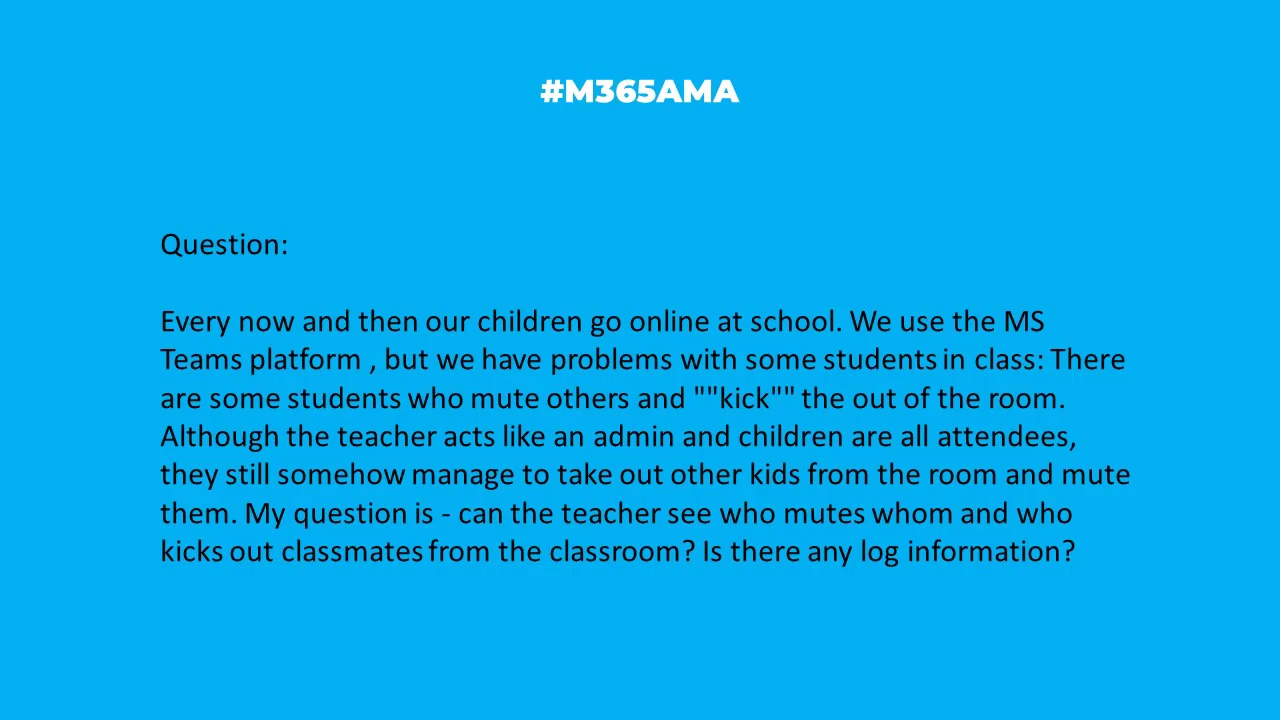 #M365AMA
Question:
Every now and then our children go online at school. We use the MS
Teams platform , but we have problems with some students in class: There
are some students who mute others and ""kick"" the out of the room.
Although the teacher acts like an admin and children are all attendees,
they still somehow manage to take out other kids from the room and mute
them. My question is - can the teacher see who mutes whom and who
kicks out classmates from the classroom? Is there any log information?